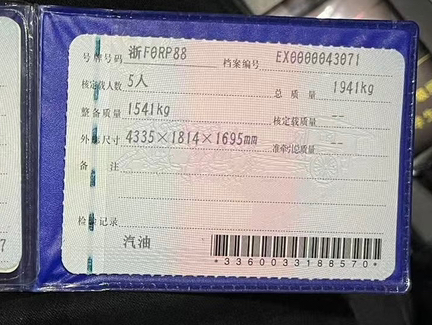 号牌号码 浙F0RP88 档案编号 EX0000043071
核定载人数 5人 总质量 1941kg
整备质量 1541kg 核定载质量 --
外廓尺寸 4335×1814×1695mm 准牵引总质量 --
备注
检验记录
汽油
*3360033188570*